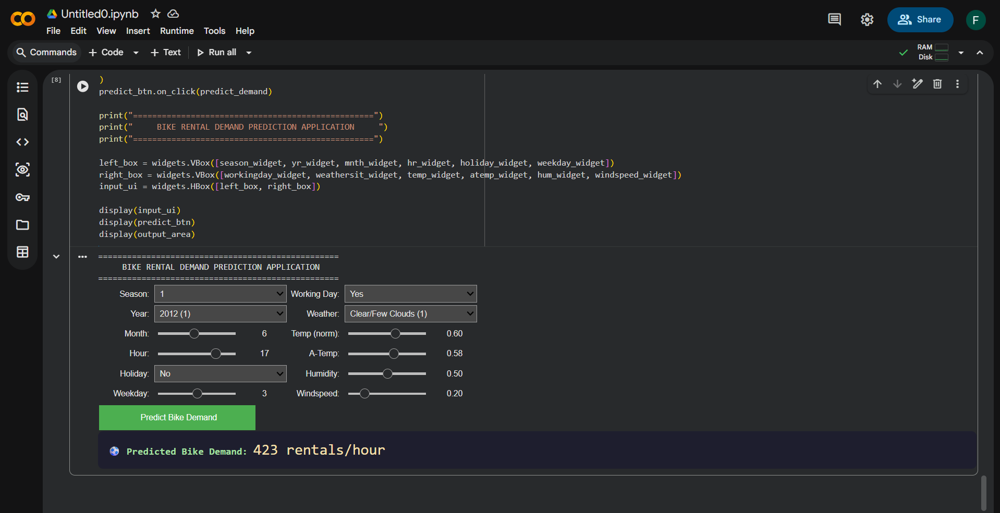 Untitled0.ipynb
File Edit View Insert Runtime Tools Help
Share
F
Commands + Code + Text Run all
RAM
Disk
[8]
)
predict_btn.on_click(predict_demand)
print("==================================================")
print("     BIKE RENTAL DEMAND PREDICTION APPLICATION     ")
print("==================================================")
left_box = widgets.VBox([season_widget, yr_widget, mnth_widget, hr_widget, holiday_widget, weekday_widget])
right_box = widgets.VBox([workingday_widget, weathersit_widget, temp_widget, atemp_widget, hum_widget, windspeed_widget])
input_ui = widgets.HBox([left_box, right_box])
display(input_ui)
display(predict_btn)
display(output_area)
==================================================
BIKE RENTAL DEMAND PREDICTION APPLICATION
==================================================
Season: 1 Working Day: Yes
Year: 2012 (1) Weather: Clear/Few Clouds (1)
Month: 6 Temp (norm): 0.60
Hour: 17 A-Temp: 0.58
Holiday: No Humidity: 0.50
Weekday: 3 Windspeed: 0.20
Predict Bike Demand
Predicted Bike Demand: 423 rentals/hour